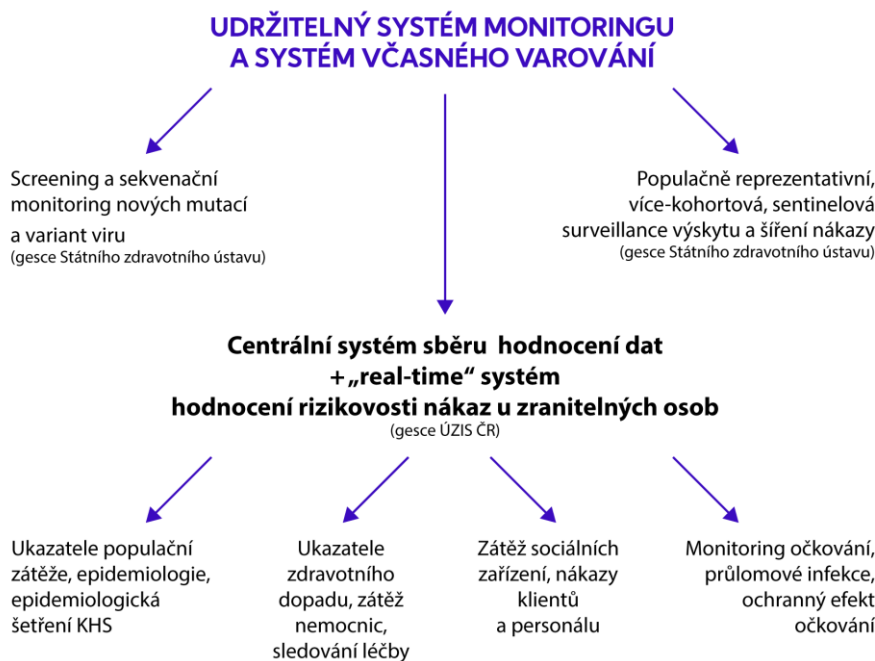 UDRŽITELNÝ SYSTÉM MONITORINGU
A SYSTÉM VČASNÉHO VAROVÁNÍ
Screening a sekvenační
monitoring nových mutací
a variant viru
(gesce Státního zdravotního ústavu)
Populačně reprezentativní,
více-kohortová, sentinelová
surveillance výskytu a šíření nákazy
(gesce Státního zdravotního ústavu)
Centrální systém sběru hodnocení dat
+„real-time“ systém
hodnocení rizikovosti nákaz u zranitelných osob
(gesce ÚZIS ČR)
Ukazatele populační
zátěže, epidemiologie,
epidemiologická
šetření KHS
Ukazatele
zdravotního
dopadu, zátěž
nemocnic,
sledování léčby
Zátěž sociálních
zařízení, nákazy
klientů
a personálu
Monitoring očkování,
průlomové infekce,
ochranný efekt
očkování